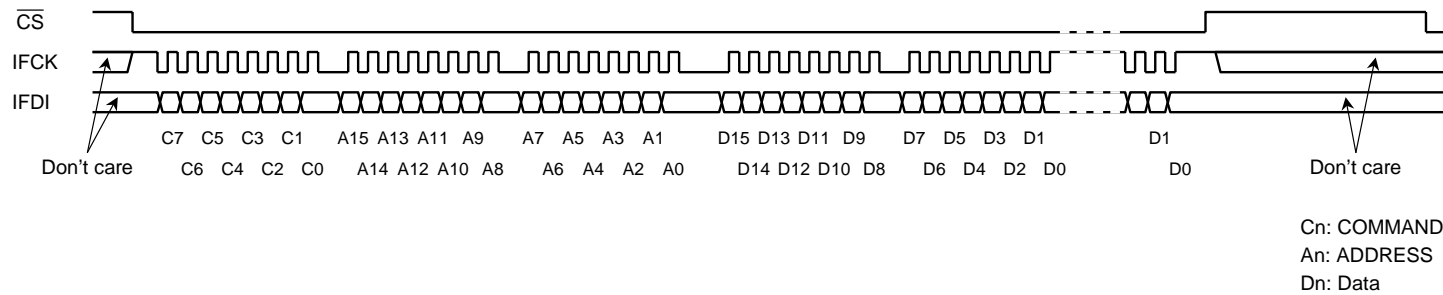 CS
IFCK
IFDI
C7 C5 C3 C1 A15 A13 A11 A9 A7 A5 A3 A1 D15 D13 D11 D9 D7 D5 D3 D1 D1
Don't care C6 C4 C2 C0 A14 A12 A10 A8 A6 A4 A2 A0 D14 D12 D10 D8 D6 D4 D2 D0 D0 Don't care
Cn: COMMAND
An: ADDRESS
Dn: Data